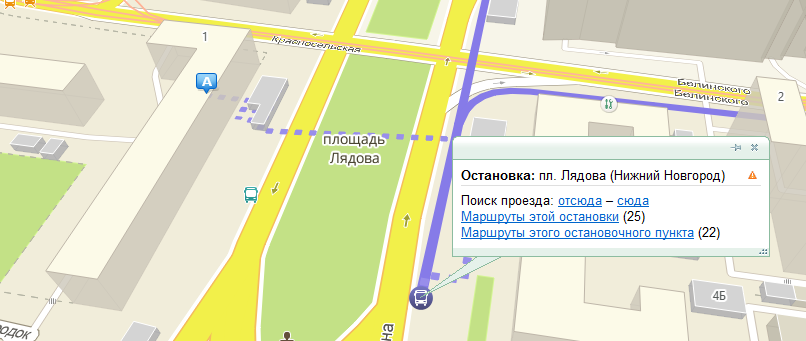 1
Красносельская
А
площадь
Лядова
Белинского
Белинского
2
Остановка: пл. Лядова (Нижний Новгород)
Поиск проезда: отсюда – сюда
Маршруты этой остановки (25)
Маршруты этого остановочного пункта (22)
4Б